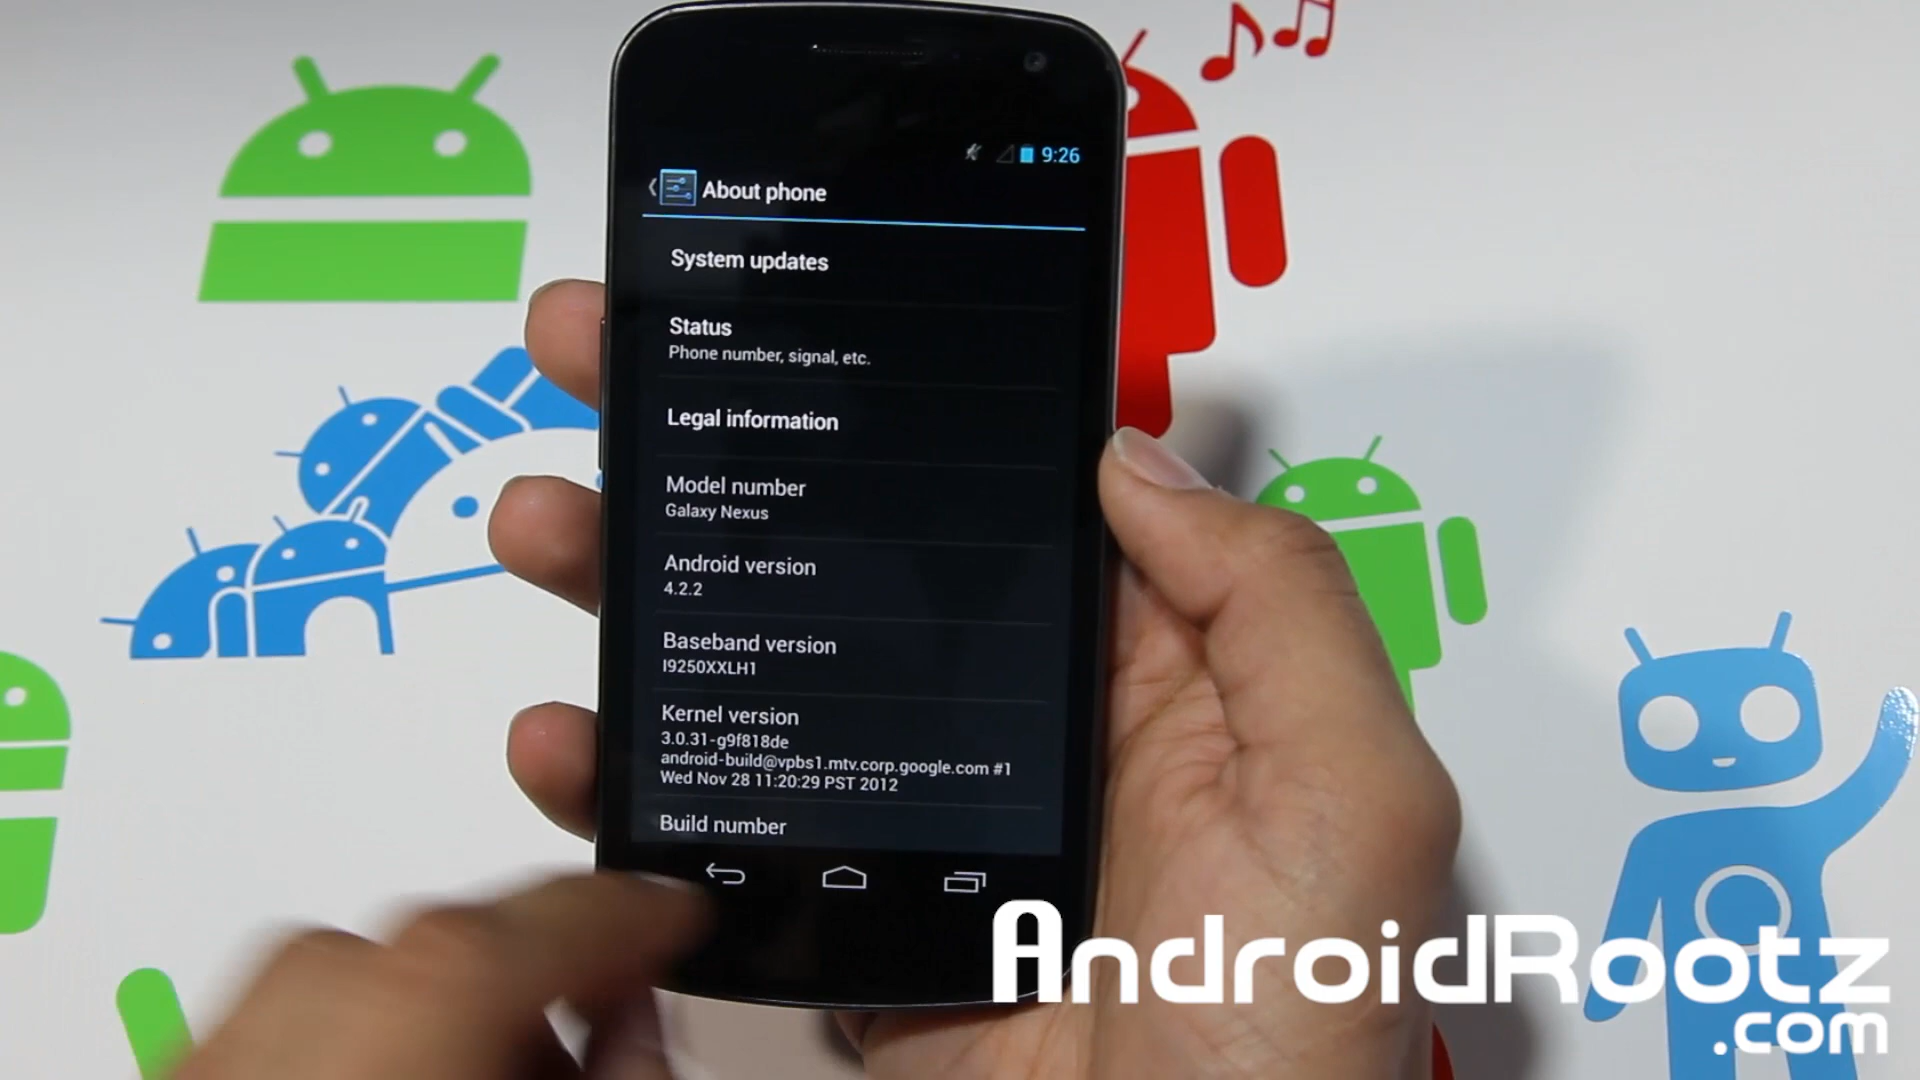 9:26
About phone
System updates
Status
Phone number, signal, etc.
Legal information
Model number
Galaxy Nexus
Android version
4.2.2
Baseband version
I9250XXLH1
Kernel version
3.0.31-g9f818de
android-build@vpbs1.mtv.corp.google.com #1
Wed Nov 28 11:20:29 PST 2012
Build number
AndroidRootz
.com